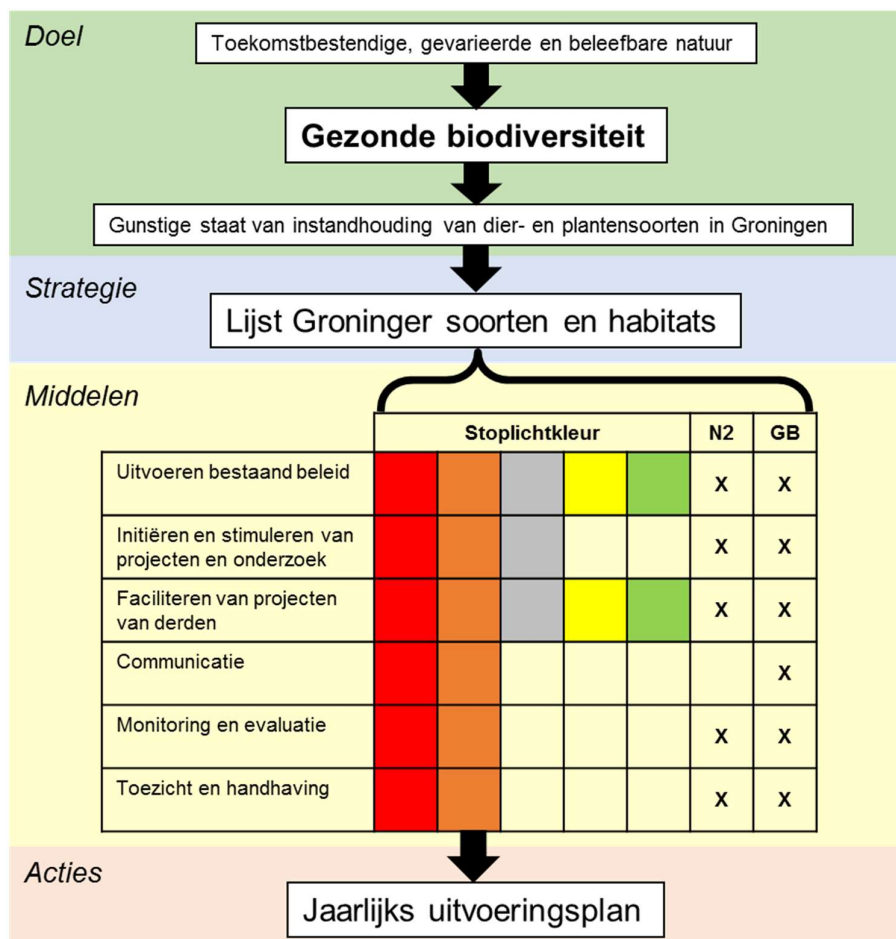 Doel
Toekomstbestendige, gevarieerde en beleefbare natuur
Gezonde biodiversiteit
Gunstige staat van instandhouding van dier- en plantensoorten in Groningen
Strategie
Lijst Groninger soorten en habitats
Middelen
Stoplichtkleur N2 GB
Uitvoeren bestaand beleid X X
Initiëren en stimuleren van
projecten en onderzoek X X
Faciliteren van projecten
van derden X X
Communicatie X
Monitoring en evaluatie X X
Toezicht en handhaving X X
Acties
Jaarlijks uitvoeringsplan